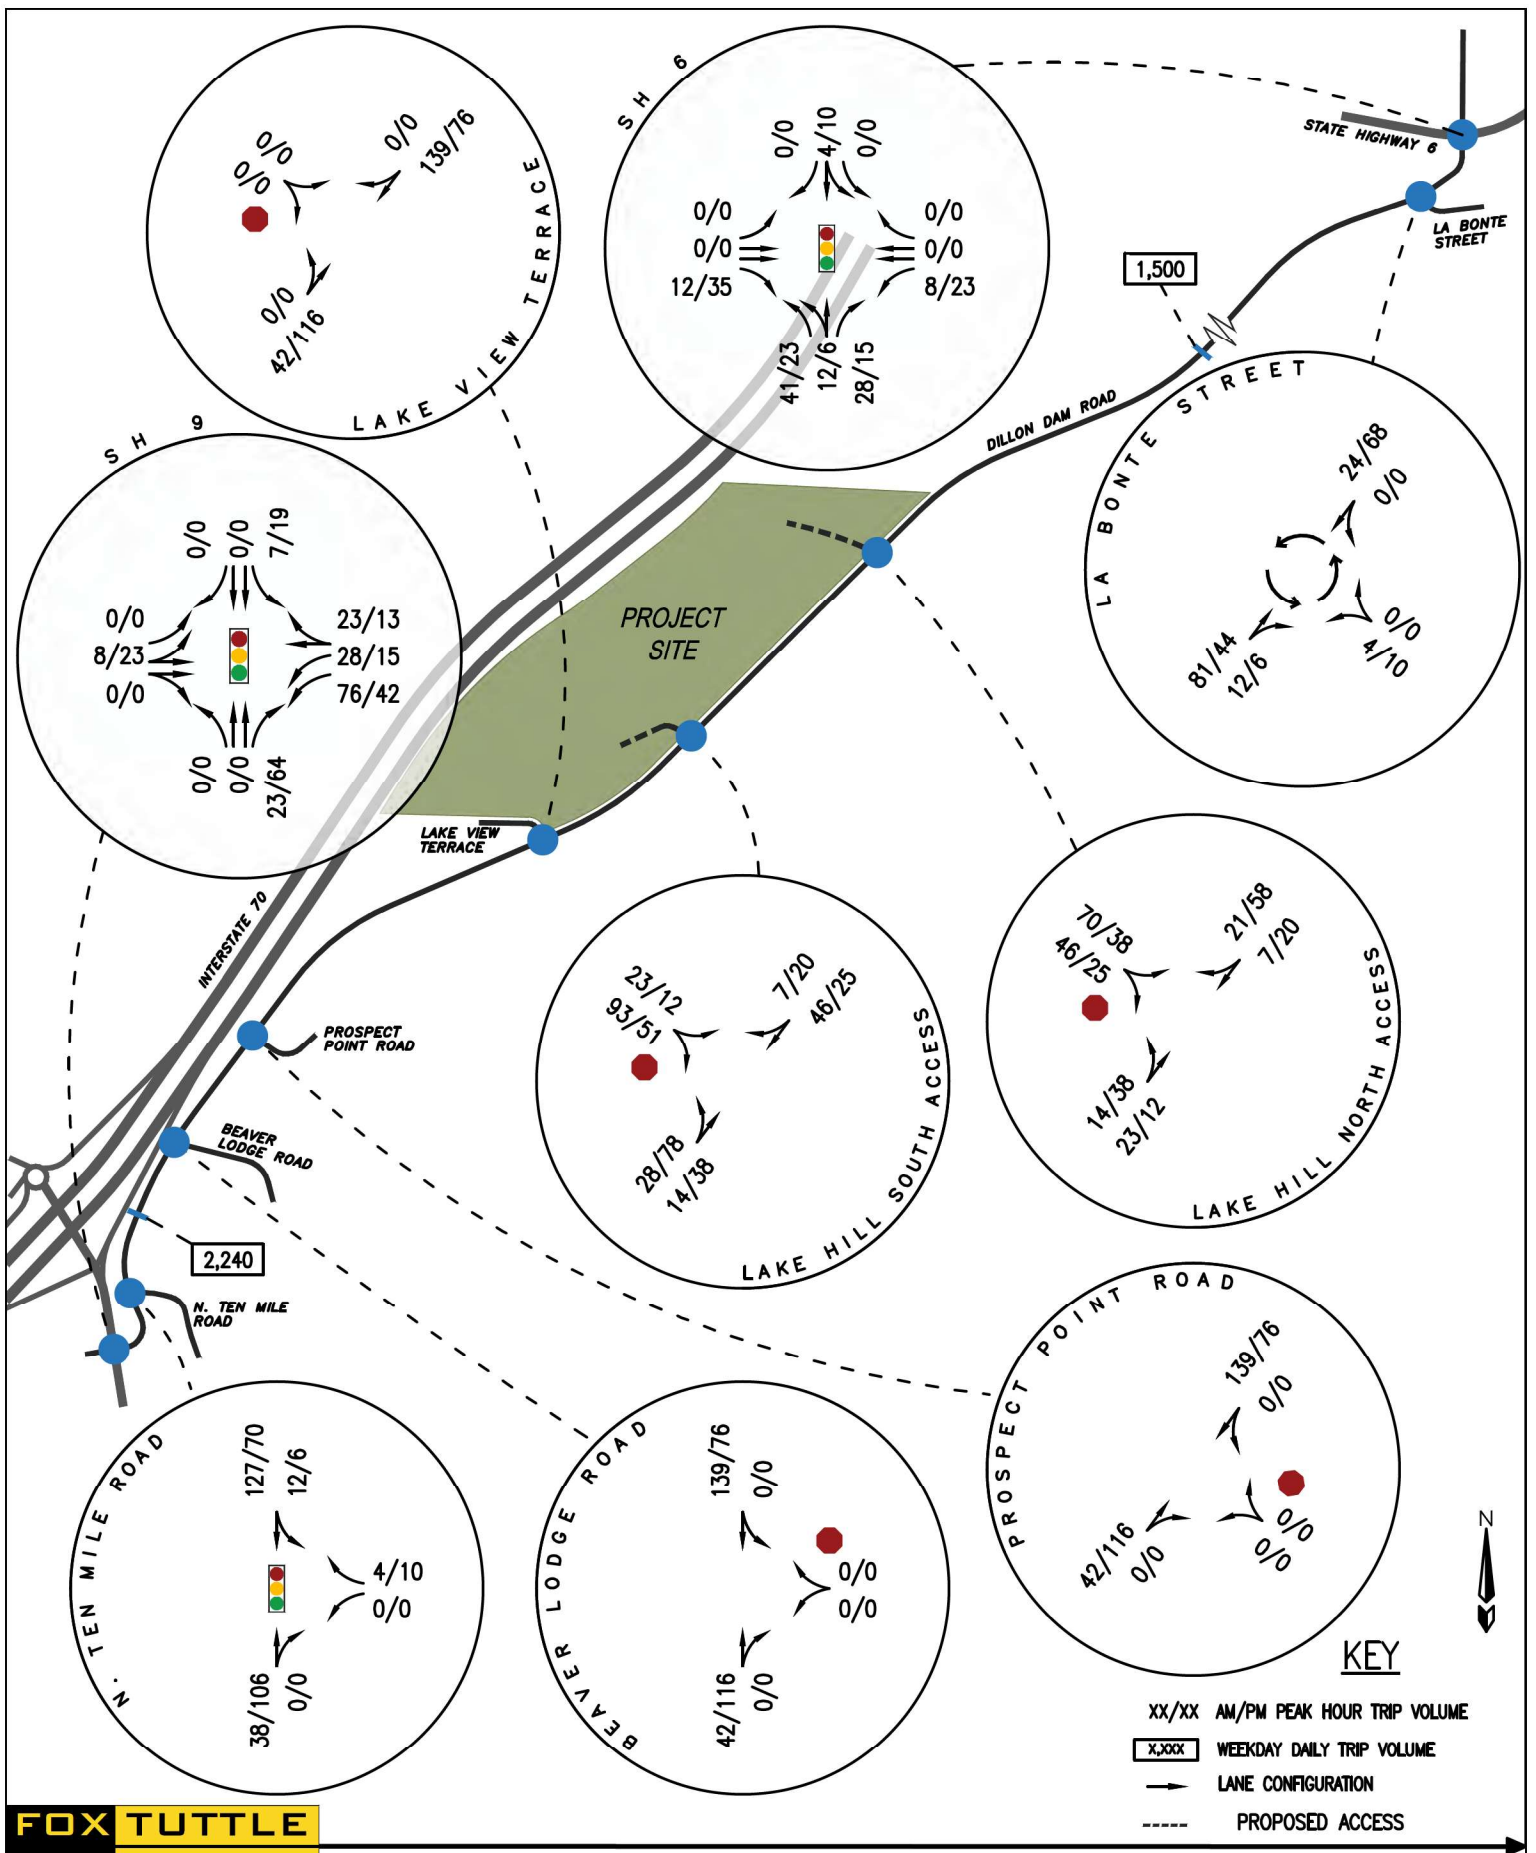 SH 6
0/0
4/10
0/0
0/0
0/0
12/35
0/0
0/0
8/23
41/23
12/6
28/15
LAKE VIEW TERRACE
0/0
0/0
0/0
139/76
0/0
42/116
STATE HIGHWAY 6
LA BONTE
STREET
1,500
DILLON DAM ROAD
LA BONTE STREET
24/68
0/0
81/44
12/6
0/0
4/10
SH 9
0/0
0/0
7/19
0/0
8/23
0/0
23/13
28/15
76/42
0/0
0/0
23/64
PROJECT
SITE
LAKE VIEW
TERRACE
INTERSTATE 70
PROSPECT
POINT ROAD
BEAVER
LODGE ROAD
2,240
N. TEN MILE
ROAD
LAKE HILL SOUTH ACCESS
23/12
93/51
7/20
46/25
28/78
14/38
LAKE HILL NORTH ACCESS
70/38
46/25
21/58
7/20
14/38
23/12
PROSPECT POINT ROAD
139/76
0/0
42/116
0/0
0/0
0/0
N. TEN MILE ROAD
127/70
12/6
4/10
0/0
38/106
0/0
BEAVER LODGE ROAD
139/76
0/0
0/0
0/0
42/116
0/0
N
KEY
XX/XX AM/PM PEAK HOUR TRIP VOLUME
X,XXX WEEKDAY DAILY TRIP VOLUME
LANE CONFIGURATION
PROPOSED ACCESS
FOX TUTTLE